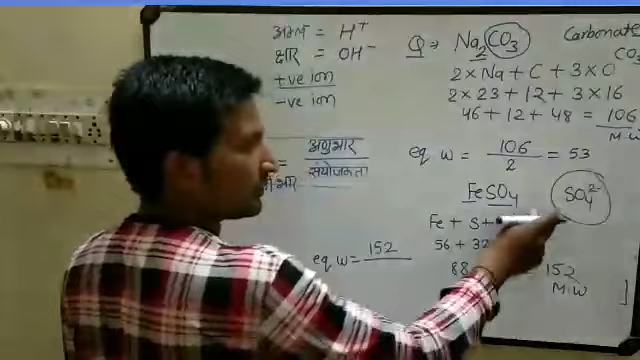 अम्ल = H⁺
क्षार = OH⁻
+ve ion
-ve ion
= अणुभार / संयोजकता
Q → Na₂CO₃
2×Na + C + 3×O
2×23 + 12 + 3×16
46 + 12 + 48 = 106
M.W
Carbonate
CO₃
eq w = 106 / 2 = 53
FeSO₄
SO₄²⁻
Fe + S +
56 + 32
88
152
M.W
eq w = 152